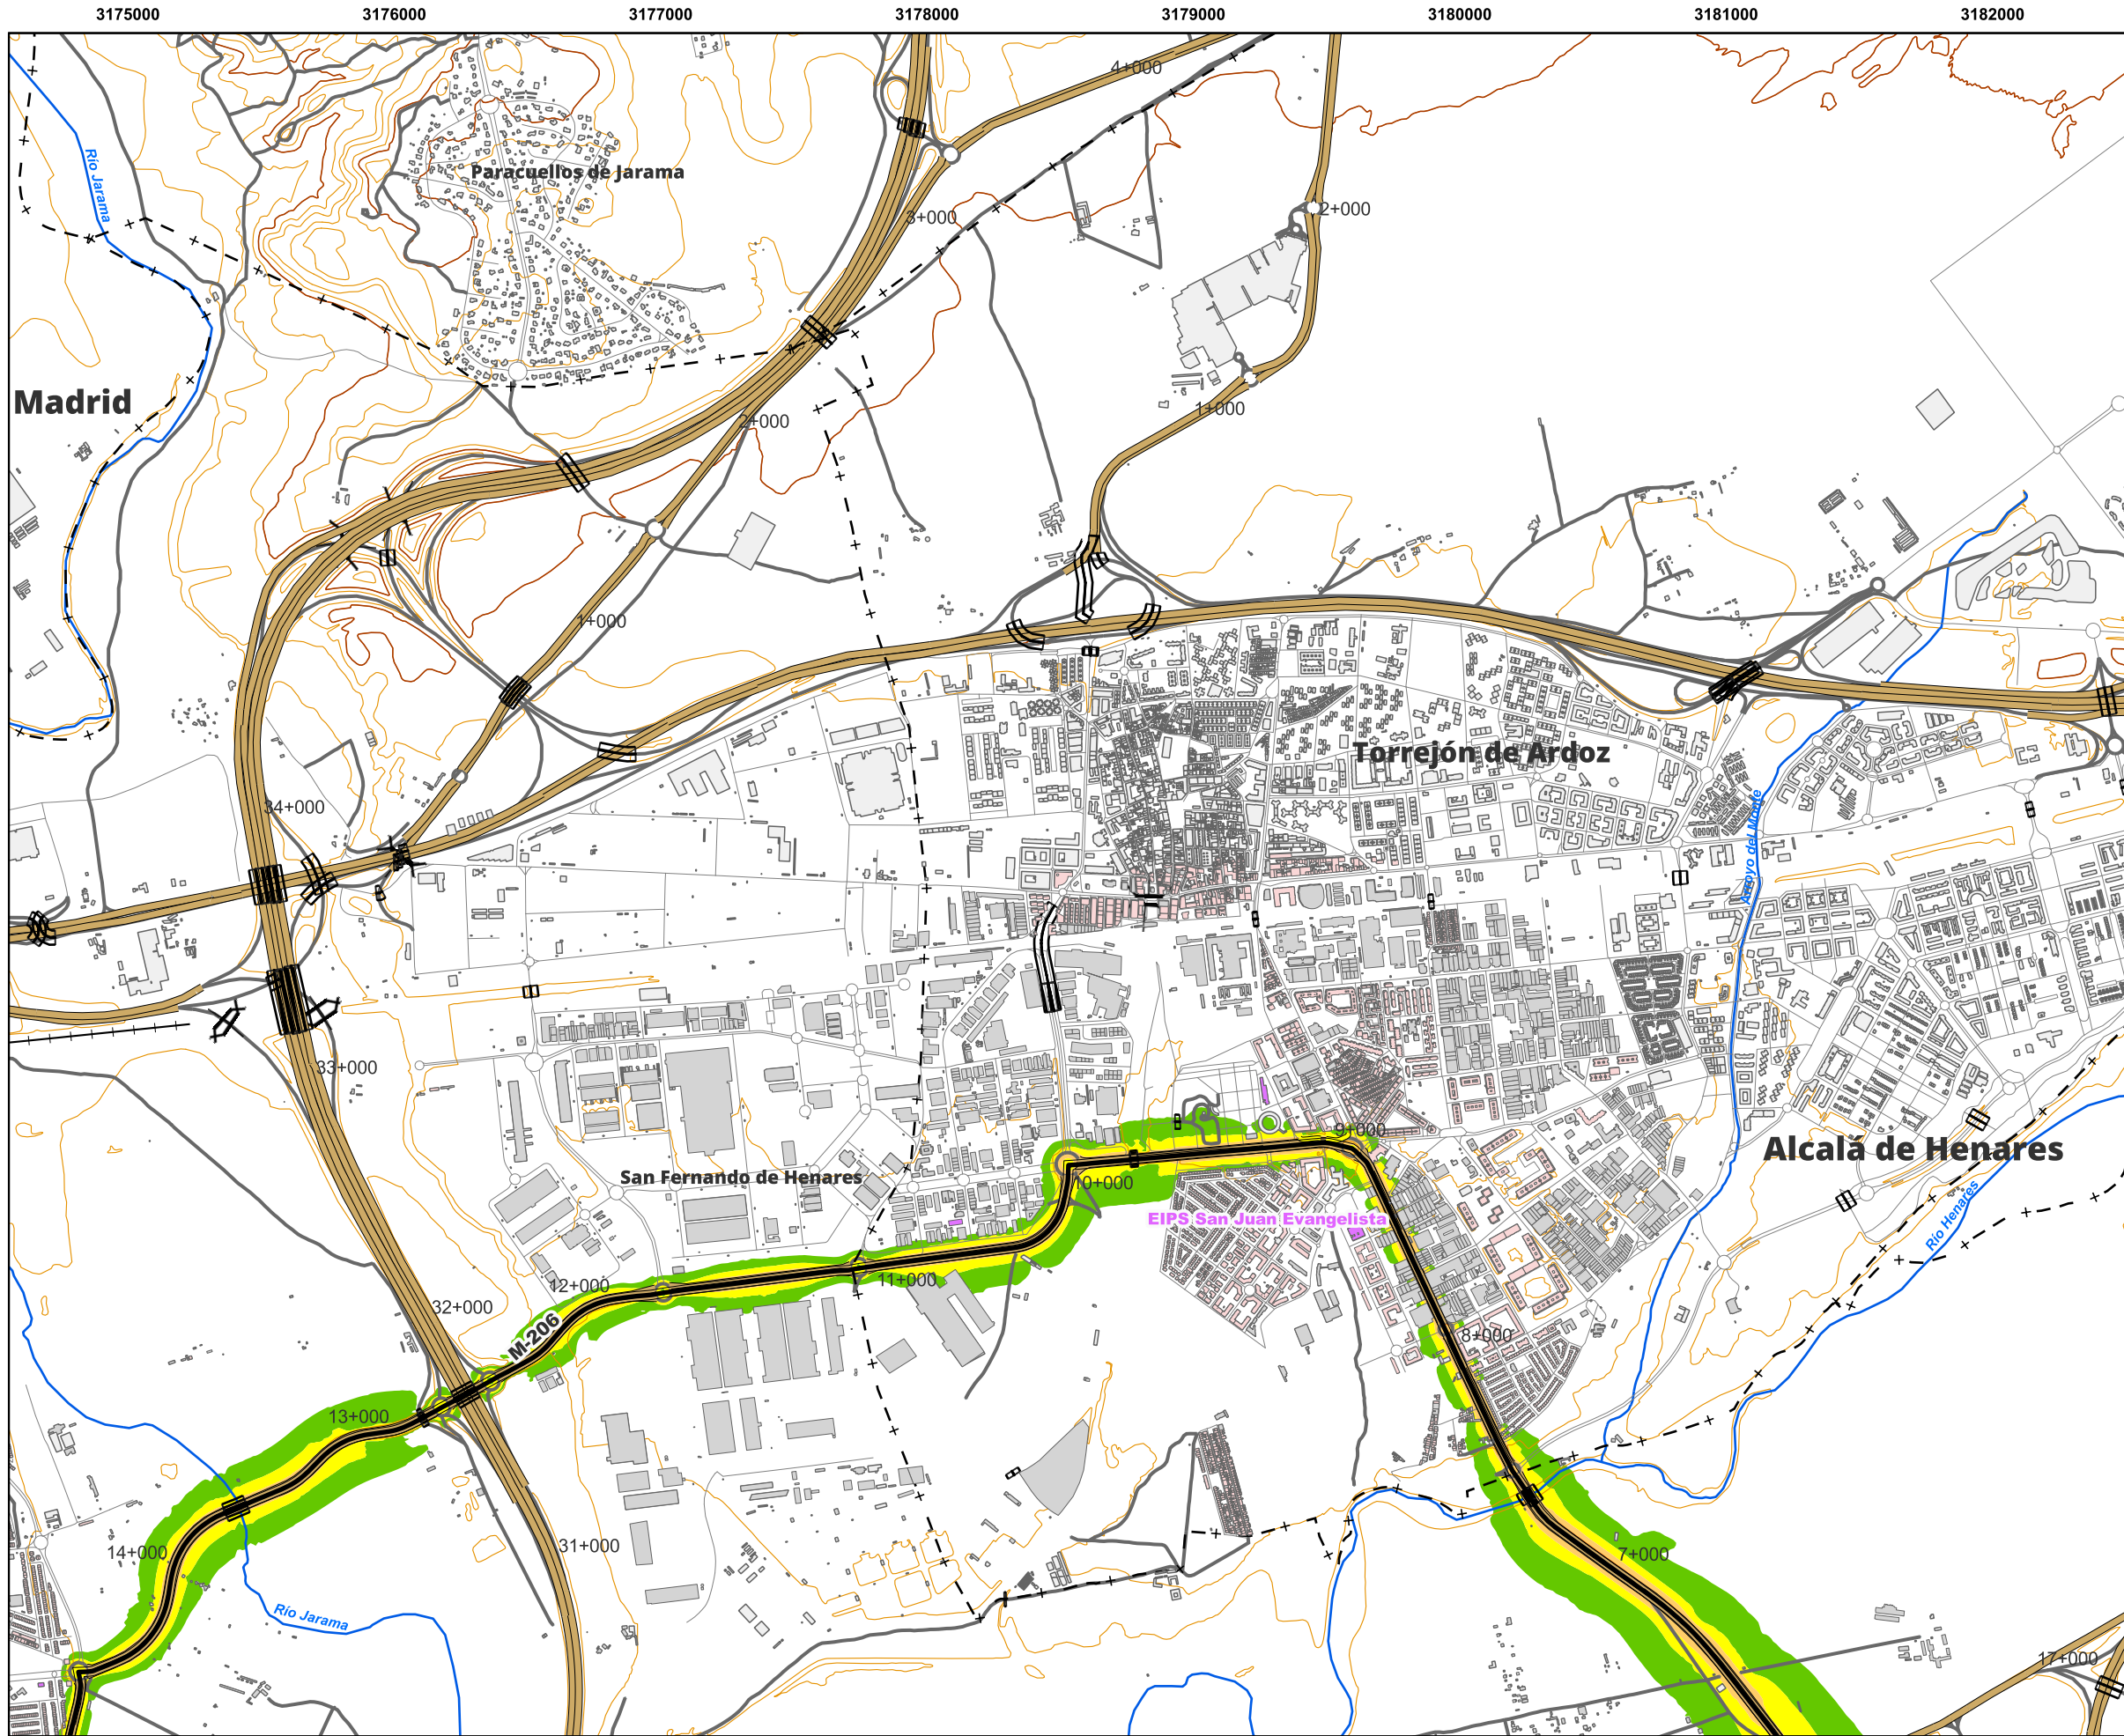 3175000 3176000 3177000 3178000 3179000 3180000 3181000 3182000
4+000
Río Jarama
Paracuellos de Jarama
3+000
2+000
Madrid
1+000
2+000
1+000
Torrejón de Ardoz
34+000
Arroyo del Monte
33+000
9+000
Alcalá de Henares
San Fernando de Henares
10+000
EIPS San Juan Evangelista
Río Henares
11+000
12+000
32+000
M-206
8+000
13+000
14+000
31+000
7+000
Río Jarama
17+000